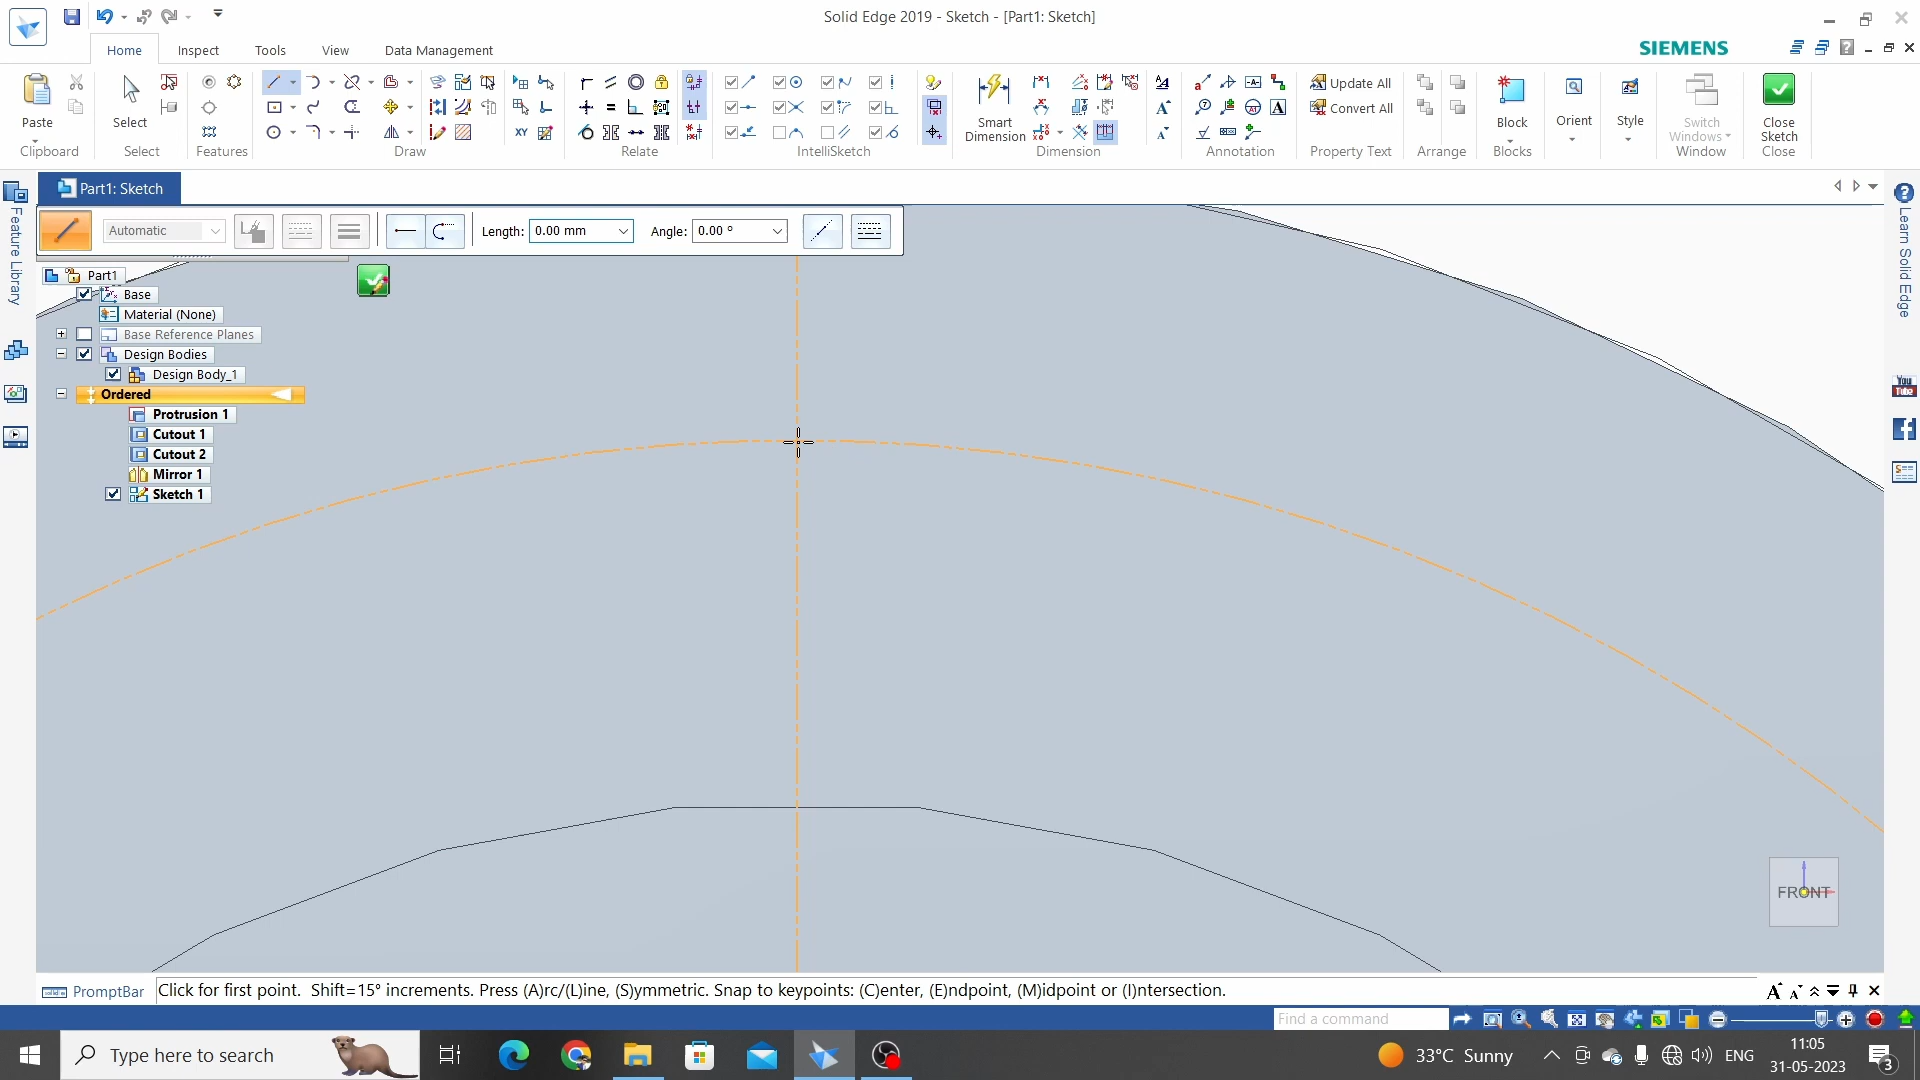 Solid Edge 2019 - Sketch - [Part1: Sketch]
Home
Inspect
Tools
View
Data Management
SIEMENS
Paste
Clipboard
Select
Select
Features
Draw
Relate
IntelliSketch
Smart
Dimension
Dimension
Annotation
Update All
Convert All
Property Text
Arrange
Block
Blocks
Orient
Style
Switch
Windows
Window
Close
Sketch
Close
Part1: Sketch
Automatic
Length: 0.00 mm
Angle: 0.00 °
Feature Library
Learn Solid Edge
Part1
Base
Material (None)
Base Reference Planes
Design Bodies
Design Body_1
Ordered
Protrusion 1
Cutout 1
Cutout 2
Mirror 1
Sketch 1
You
Tube
FRONT
PromptBar
Click for first point.  Shift=15° increments. Press (A)rc/(L)ine, (S)ymmetric. Snap to keypoints: (C)enter, (E)ndpoint, (M)idpoint or (I)ntersection.
Find a command
Type here to search
33°C Sunny
ENG
11:05
31-05-2023
3